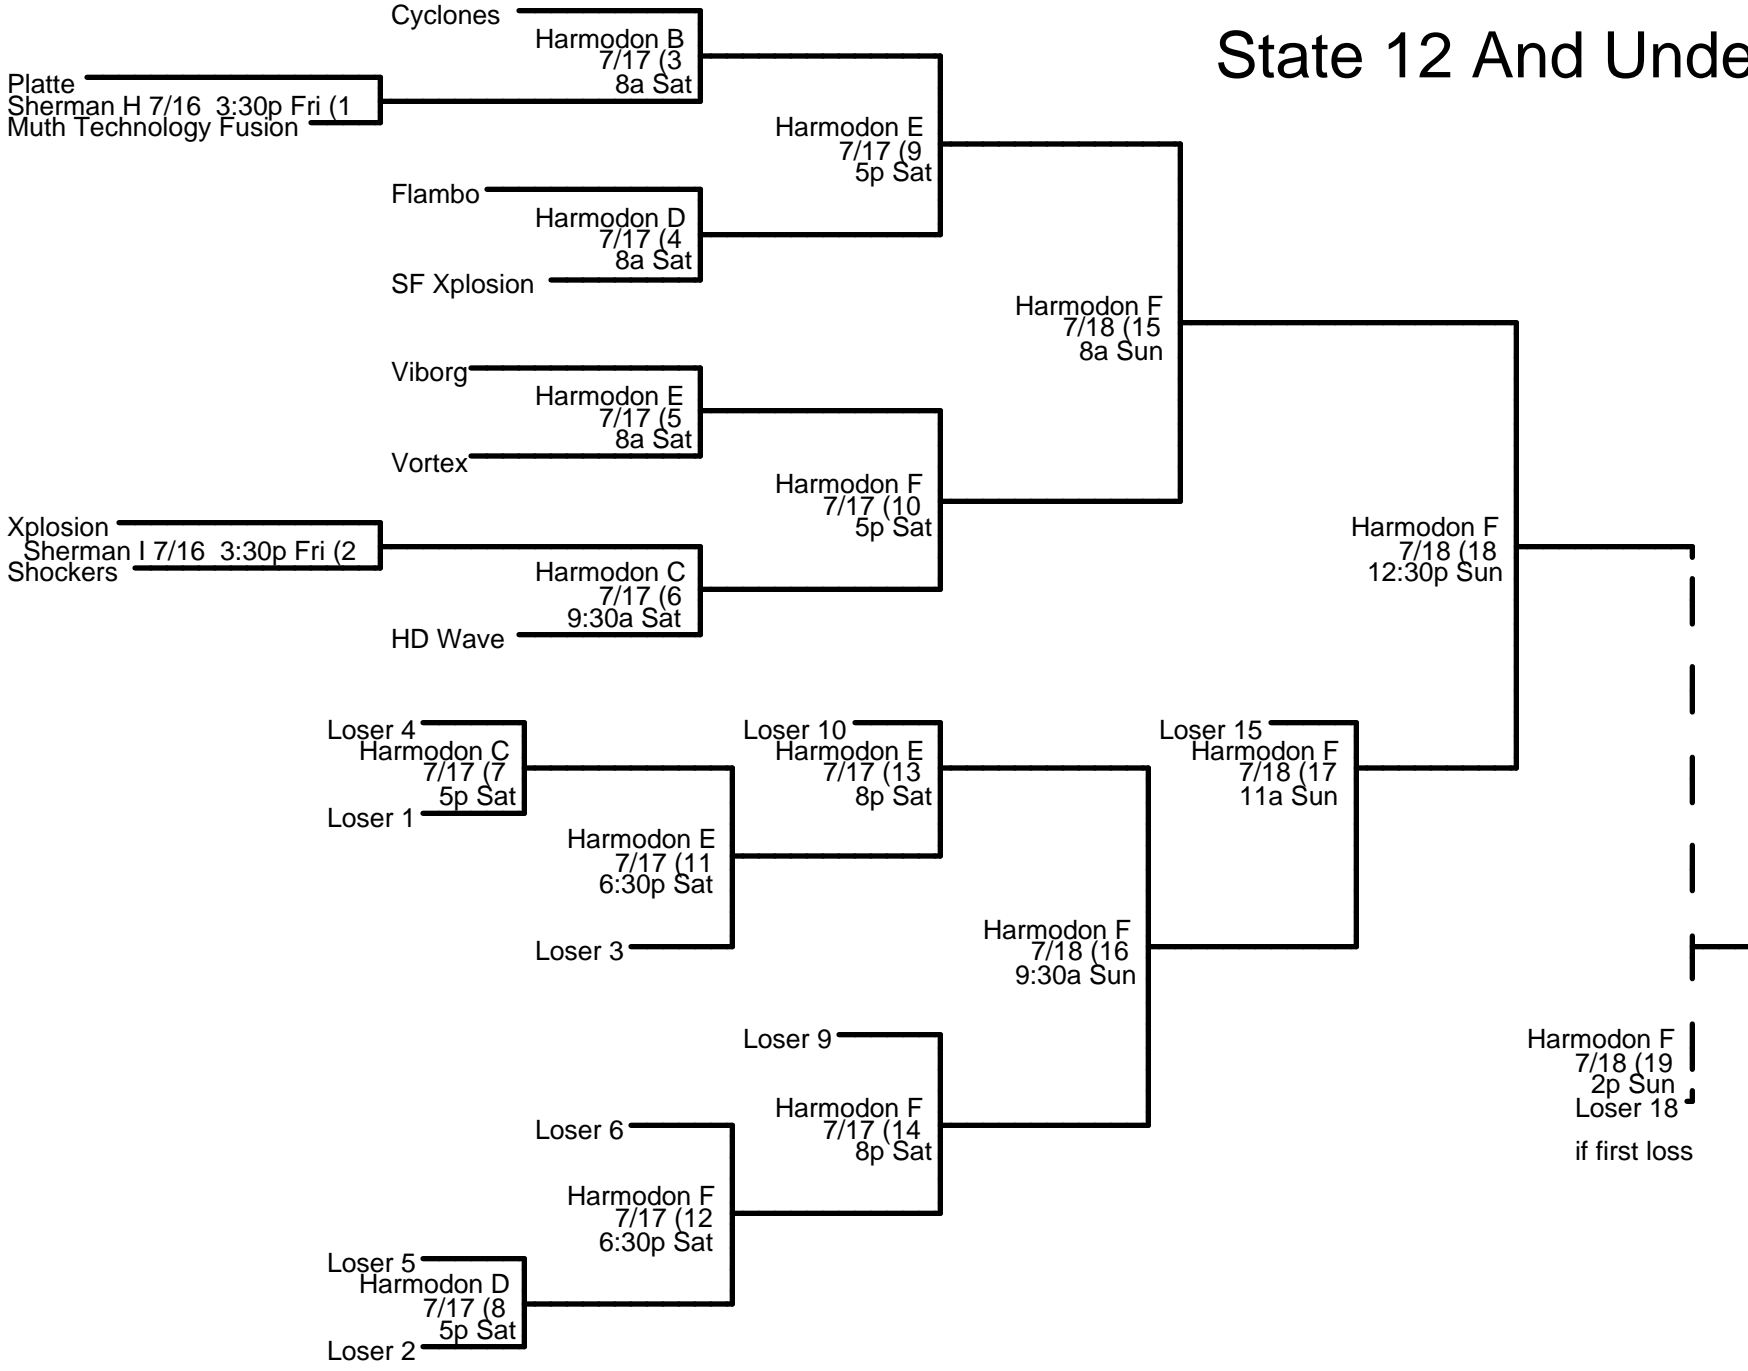 State 12 And Unde
Cyclones
Harmodon B
7/17 (3
8a Sat
Platte
Sherman H 7/16  3:30p Fri (1
Muth Technology Fusion
Harmodon E
7/17 (9
5p Sat
Flambo
Harmodon D
7/17 (4
8a Sat
SF Xplosion
Harmodon F
7/18 (15
8a Sun
Viborg
Harmodon E
7/17 (5
8a Sat
Vortex
Harmodon F
7/17 (10
5p Sat
Xplosion
Sherman I 7/16  3:30p Fri (2
Shockers
Harmodon C
7/17 (6
9:30a Sat
HD Wave
Harmodon F
7/18 (18
12:30p Sun
Loser 4
Harmodon C
7/17 (7
5p Sat
Loser 1
Loser 10
Harmodon E
7/17 (13
8p Sat
Loser 15
Harmodon F
7/18 (17
11a Sun
Harmodon E
7/17 (11
6:30p Sat
Loser 3
Harmodon F
7/18 (16
9:30a Sun
Loser 9
Harmodon F
7/17 (14
8p Sat
Loser 6
Harmodon F
7/17 (12
6:30p Sat
Loser 5
Harmodon D
7/17 (8
5p Sat
Loser 2
Harmodon F
7/18 (19
2p Sun
Loser 18
if first loss